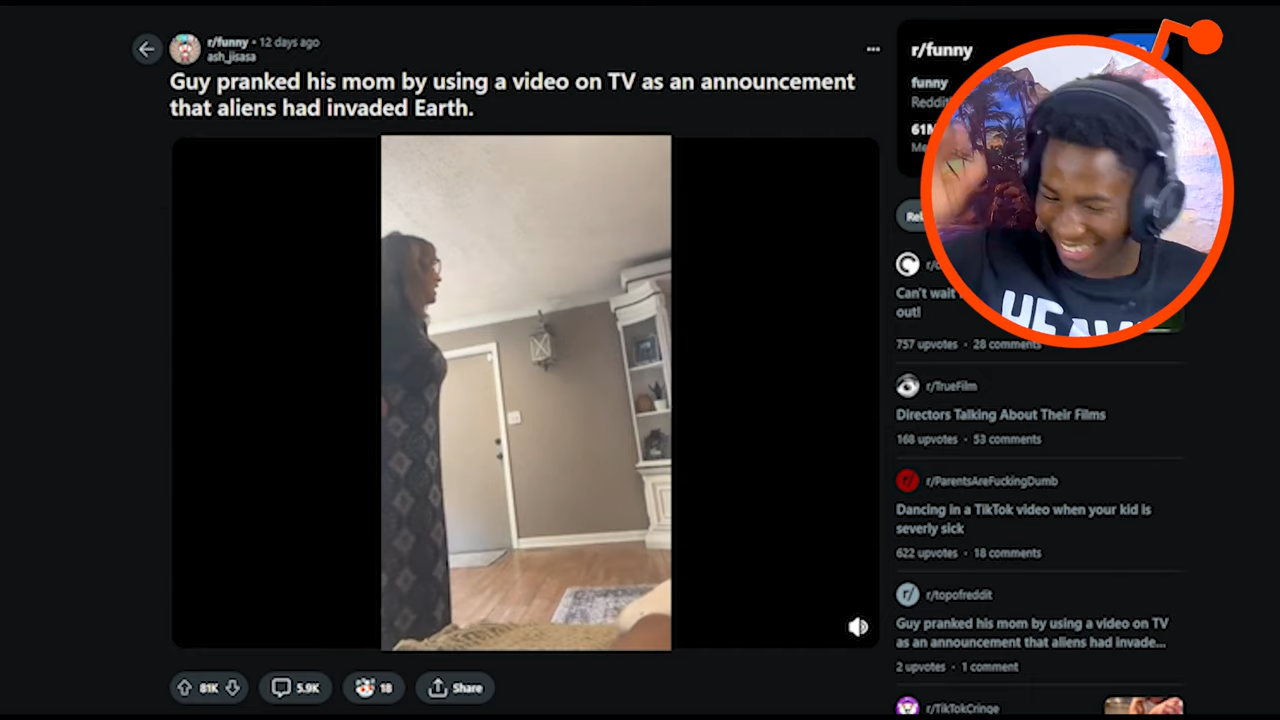 r/funny • 12 days ago
ash_jisasa
Guy pranked his mom by using a video on TV as an announcement
that aliens had invaded Earth.
81K
5.9K
18
Share
r/funny
funny
61M
HEAV
Can't wait
out!
757 upvotes • 28 comments
r/TrueFilm
Directors Talking About Their Films
168 upvotes • 53 comments
r/ParentsAreFuckingDumb
Dancing in a TikTok video when your kid is
severly sick
622 upvotes • 18 comments
r/topofreddit
Guy pranked his mom by using a video on TV
as an announcement that aliens had invade...
2 upvotes • 1 comment
r/TikTokCringe